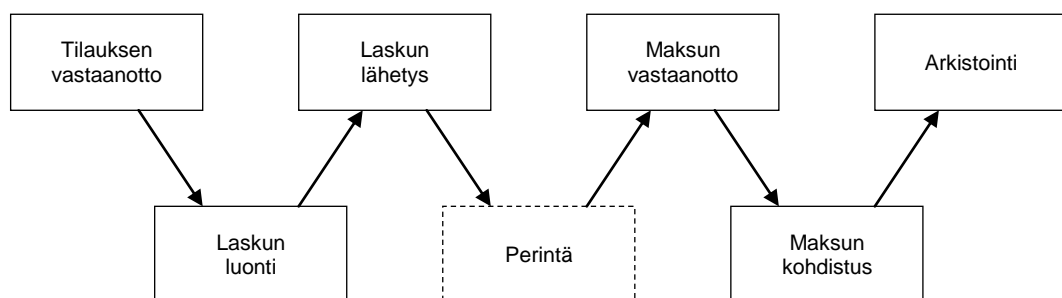 Tilauksen
vastaanotto
Laskun
lähetys
Maksun
vastaanotto
Arkistointi
Laskun
luonti
Perintä
Maksun
kohdistus